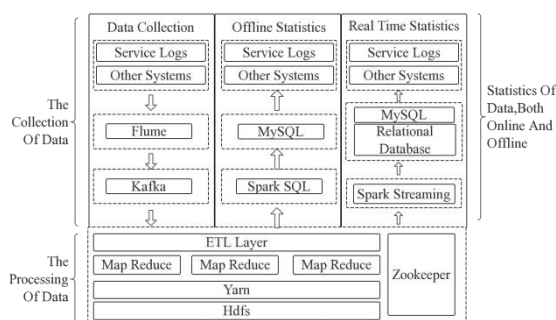 Data Collection
Offline Statistics
Real Time Statistics
Service Logs
Service Logs
Service Logs
Other Systems
Other Systems
Other Systems
The
Collection
Of Data
Flume
MySQL
MySQL
Relational
Database
Statistics Of
Data,Both
Online And
Offline
Kafka
Spark SQL
Spark Streaming
The
Processing
Of Data
ETL Layer
Map Reduce
Map Reduce
Map Reduce
Yarn
Hdfs
Zookeeper